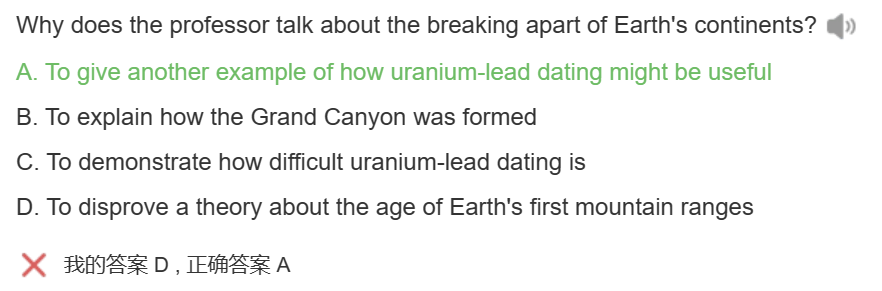 Why does the professor talk about the breaking apart of Earth's continents?
A. To give another example of how uranium-lead dating might be useful
B. To explain how the Grand Canyon was formed
C. To demonstrate how difficult uranium-lead dating is
D. To disprove a theory about the age of Earth's first mountain ranges
我的答案 D , 正确答案 A